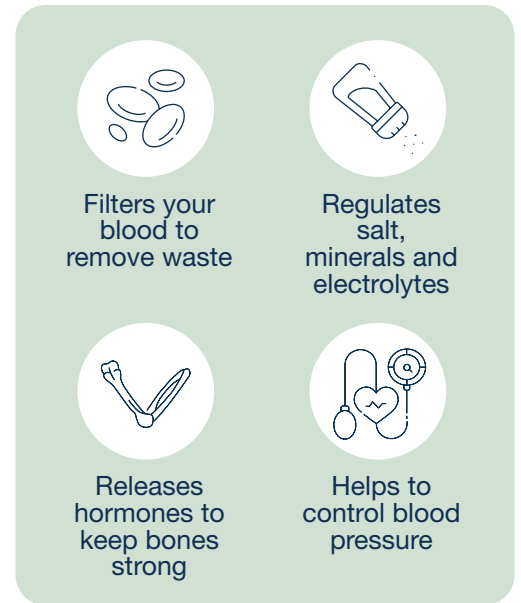 Filters your
blood to
remove waste
Regulates
salt,
minerals and
electrolytes
Releases
hormones to
keep bones
strong
Helps to
control blood
pressure